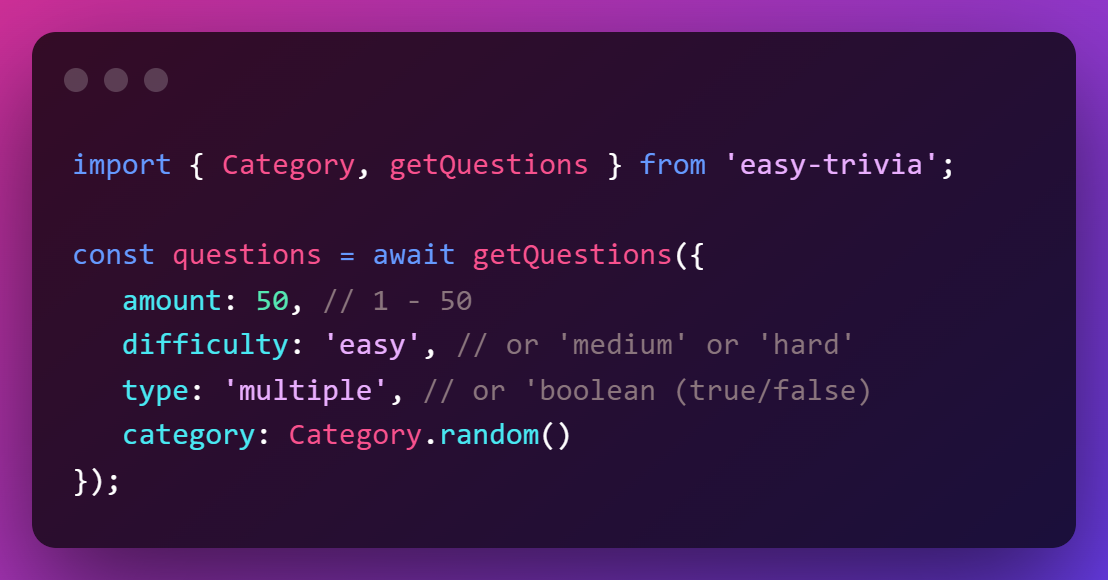 import { Category, getQuestions } from 'easy-trivia';
const questions = await getQuestions({
amount: 50, // 1 - 50
difficulty: 'easy', // or 'medium' or 'hard'
type: 'multiple', // or 'boolean (true/false)
category: Category.random()
});